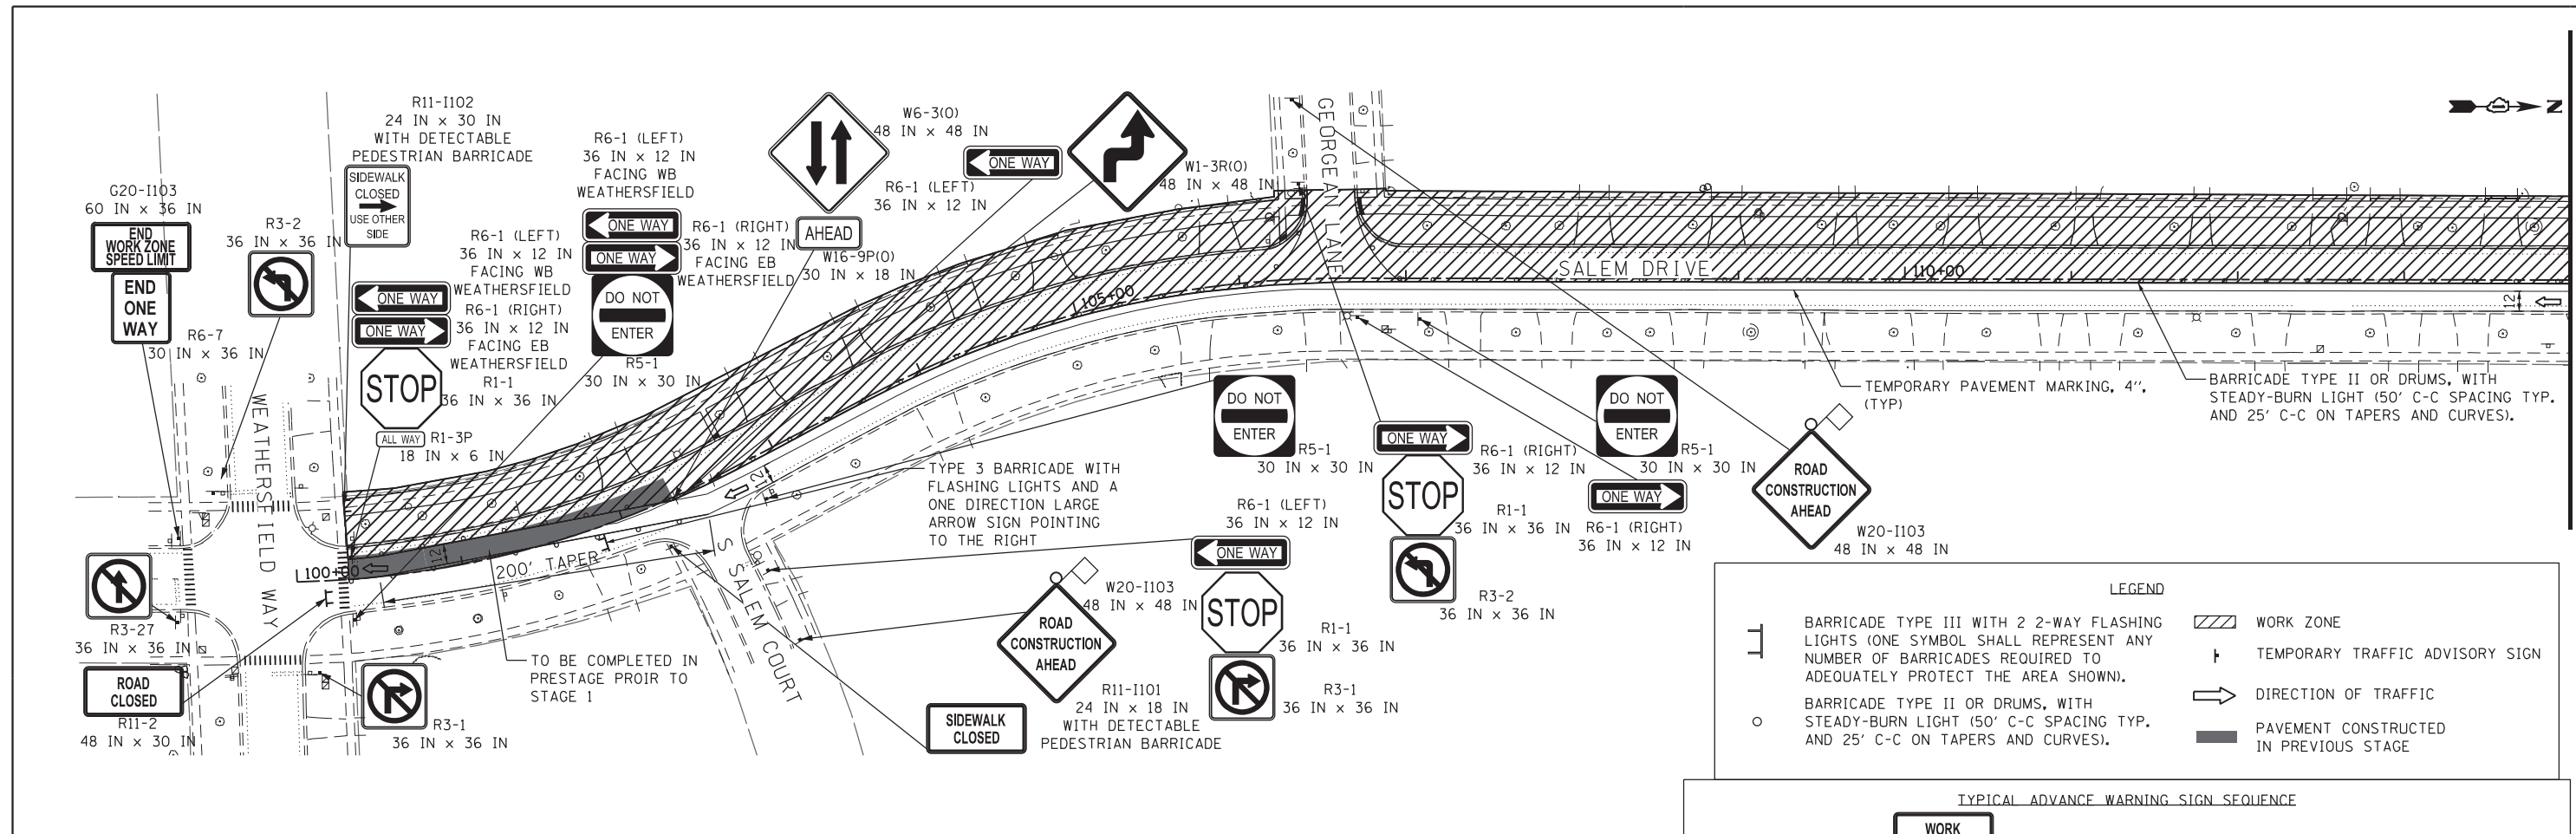 R11-I102
24 IN x 30 IN
WITH DETECTABLE
PEDESTRIAN BARRICADE
SIDEWALK
CLOSED
USE OTHER
SIDE
G20-I103
60 IN x 36 IN
END
WORK ZONE
SPEED LIMIT
END
ONE
WAY
R6-7
30 IN x 36 IN
R3-2
36 IN x 36 IN
R6-1 (LEFT)
36 IN x 12 IN
FACING WB
WEATHERSFIELD
ONE WAY
ONE WAY
R6-1 (RIGHT)
36 IN x 12 IN
FACING EB
WEATHERSFIELD
STOP
R1-1
36 IN x 36 IN
ALL WAY
R1-3P
18 IN x 6 IN
R6-1 (LEFT)
36 IN x 12 IN
FACING WB
WEATHERSFIELD
ONE WAY
ONE WAY
R6-1 (RIGHT)
36 IN x 12 IN
FACING EB
WEATHERSFIELD
DO NOT
ENTER
R5-1
30 IN x 30 IN
W6-3(O)
48 IN x 48 IN
AHEAD
W16-9P(O)
30 IN x 18 IN
ONE WAY
R6-1 (LEFT)
36 IN x 12 IN
W1-3R(O)
48 IN x 48 IN
GEORGEAN LANE
N
SALEM DRIVE
105+00
110+00
12
12
12
12
100+00
200' TAPER
WEATHERSFIELD WAY
S SALEM COURT
TEMPORARY PAVEMENT MARKING, 4",
(TYP)
BARRICADE TYPE II OR DRUMS, WITH
STEADY-BURN LIGHT (50' C-C SPACING TYP.
AND 25' C-C ON TAPERS AND CURVES).
TYPE 3 BARRICADE WITH
FLASHING LIGHTS AND A
ONE DIRECTION LARGE
ARROW SIGN POINTING
TO THE RIGHT
DO NOT
ENTER
R5-1
30 IN x 30 IN
ONE WAY
R6-1 (RIGHT)
36 IN x 12 IN
STOP
R1-1
36 IN x 36 IN
R3-2
36 IN x 36 IN
DO NOT
ENTER
R5-1
30 IN x 30 IN
ONE WAY
R6-1 (RIGHT)
36 IN x 12 IN
ROAD
CONSTRUCTION
AHEAD
W20-I103
48 IN x 48 IN
R6-1 (LEFT)
36 IN x 12 IN
ONE WAY
STOP
R1-1
36 IN x 36 IN
R3-1
36 IN x 36 IN
W20-I103
48 IN x 48 IN
ROAD
CONSTRUCTION
AHEAD
R11-I101
24 IN x 18 IN
WITH DETECTABLE
PEDESTRIAN BARRICADE
SIDEWALK
CLOSED
TO BE COMPLETED IN
PRESTAGE PROIR TO
STAGE 1
R3-27
36 IN x 36 IN
ROAD
CLOSED
R11-2
48 IN x 30 IN
R3-1
36 IN x 36 IN
LEGEND
BARRICADE TYPE III WITH 2 2-WAY FLASHING
LIGHTS (ONE SYMBOL SHALL REPRESENT ANY
NUMBER OF BARRICADES REQUIRED TO
ADEQUATELY PROTECT THE AREA SHOWN).
BARRICADE TYPE II OR DRUMS, WITH
STEADY-BURN LIGHT (50' C-C SPACING TYP.
AND 25' C-C ON TAPERS AND CURVES).
WORK ZONE
TEMPORARY TRAFFIC ADVISORY SIGN
DIRECTION OF TRAFFIC
PAVEMENT CONSTRUCTED
IN PREVIOUS STAGE
TYPICAL ADVANCE WARNING SIGN SEQUENCE
WORK